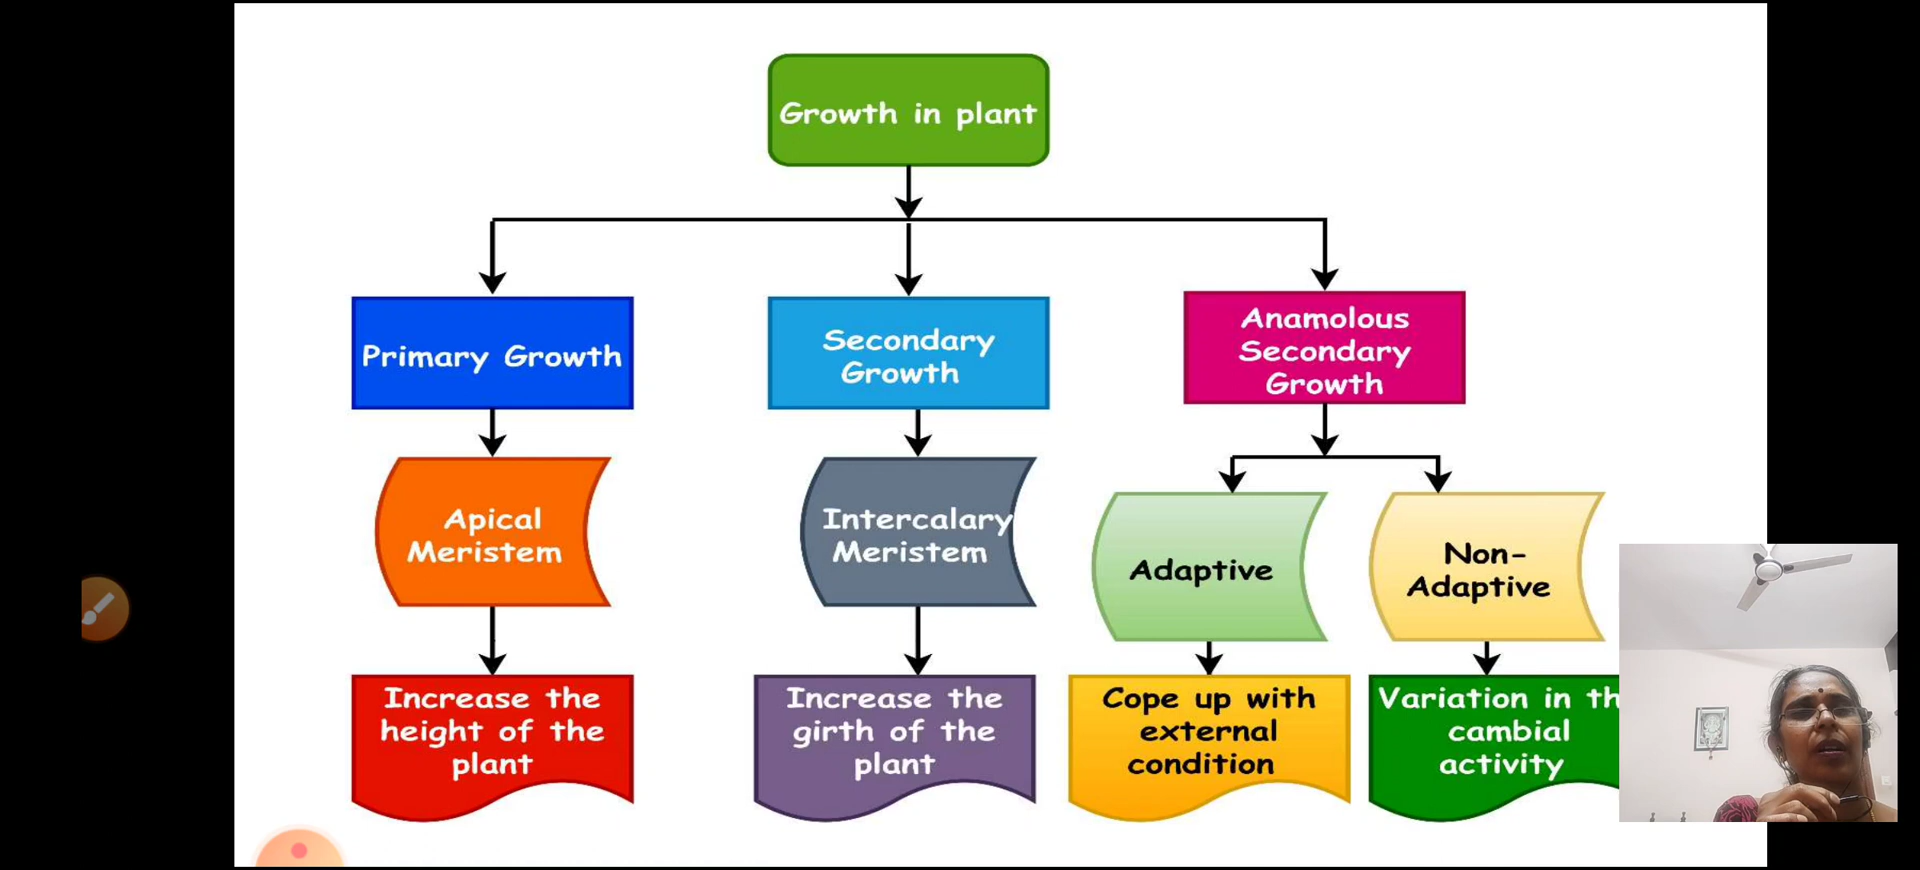 Growth in plant
Primary Growth
Secondary
Growth
Anamolous
Secondary
Growth
Apical
Meristem
Intercalary
Meristem
Adaptive
Non-
Adaptive
Increase the
height of the
plant
Increase the
girth of the
plant
Cope up with
external
condition
Variation in th
cambial
activity